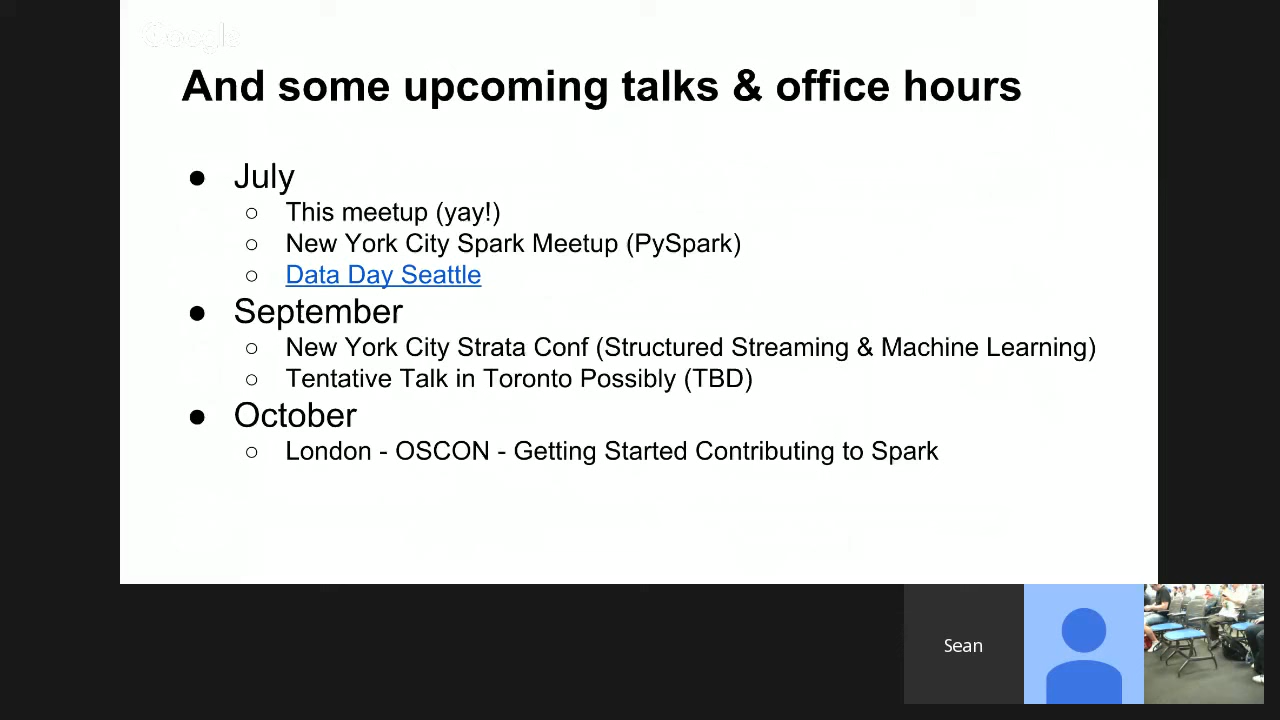 Google
And some upcoming talks & office hours
● July
○ This meetup (yay!)
○ New York City Spark Meetup (PySpark)
○ Data Day Seattle
● September
○ New York City Strata Conf (Structured Streaming & Machine Learning)
○ Tentative Talk in Toronto Possibly (TBD)
● October
○ London - OSCON - Getting Started Contributing to Spark
Sean